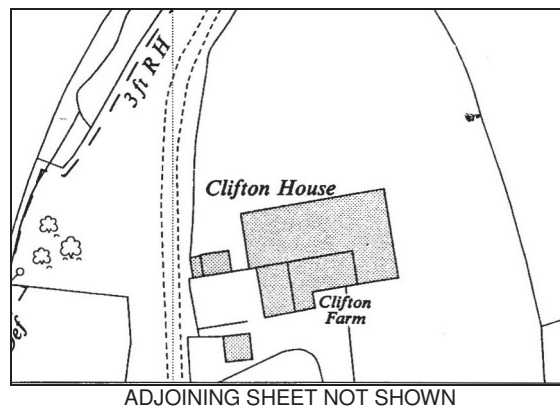 3ft RH
Clifton House
Clifton
Farm
ADJOINING SHEET NOT SHOWN